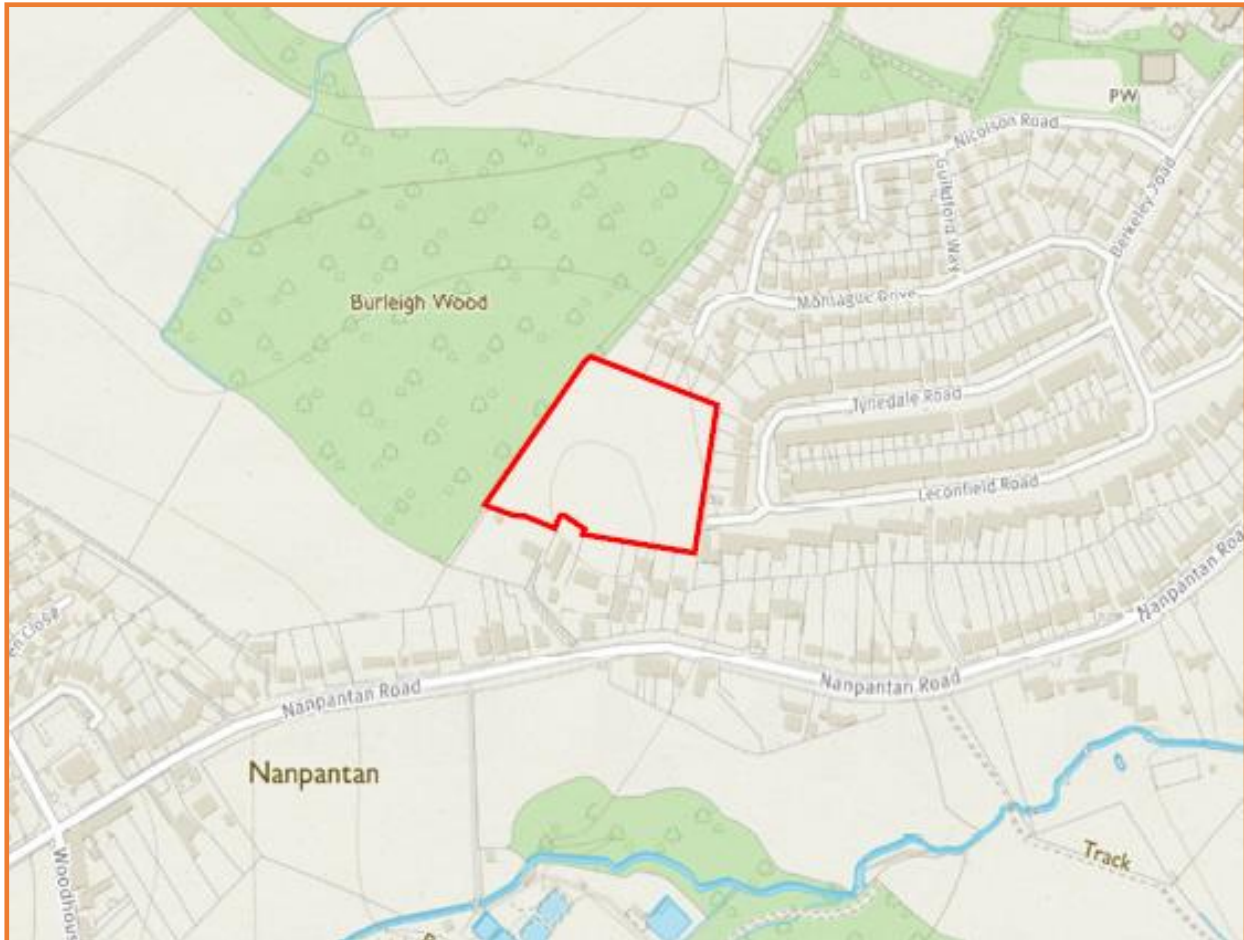 PW
Nicolson Road
Guildford Way
Berkeley Road
Burleigh Wood
Montague Drive
Tynedale Road
Leconfield Road
Nanpantan Road
Nanpantan Road
Nanpantan Road
Nanpantan
Track